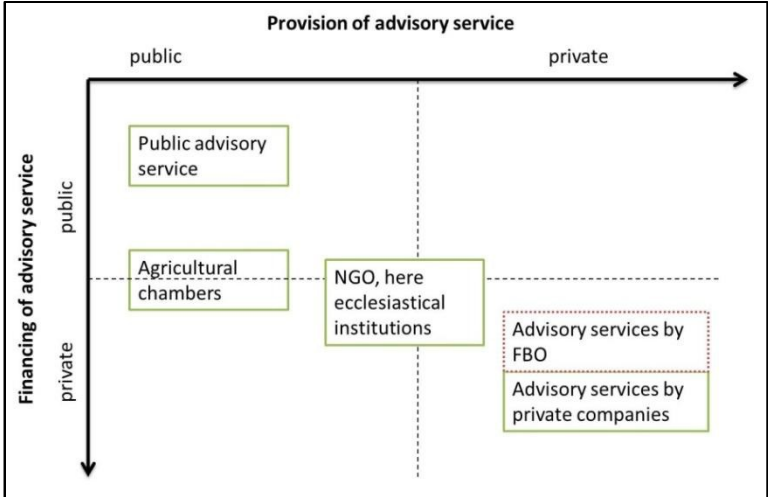 Provision of advisory service
public
private
Financing of advisory service
public
private
Public advisory
service
Agricultural
chambers
NGO, here
ecclesiastical
institutions
Advisory services by
FBO
Advisory services by
private companies